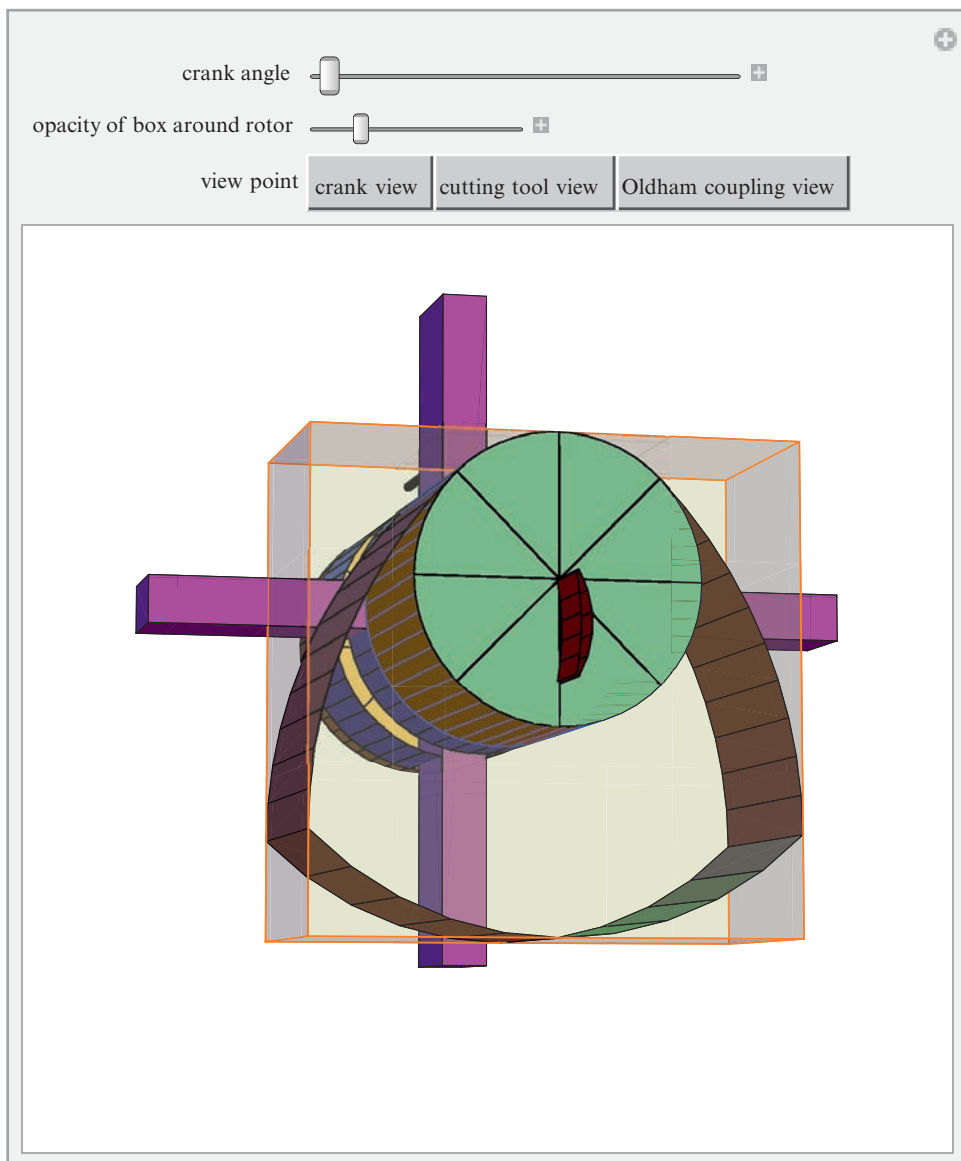 crank angle
opacity of box around rotor
view point crank view cutting tool view Oldham coupling view